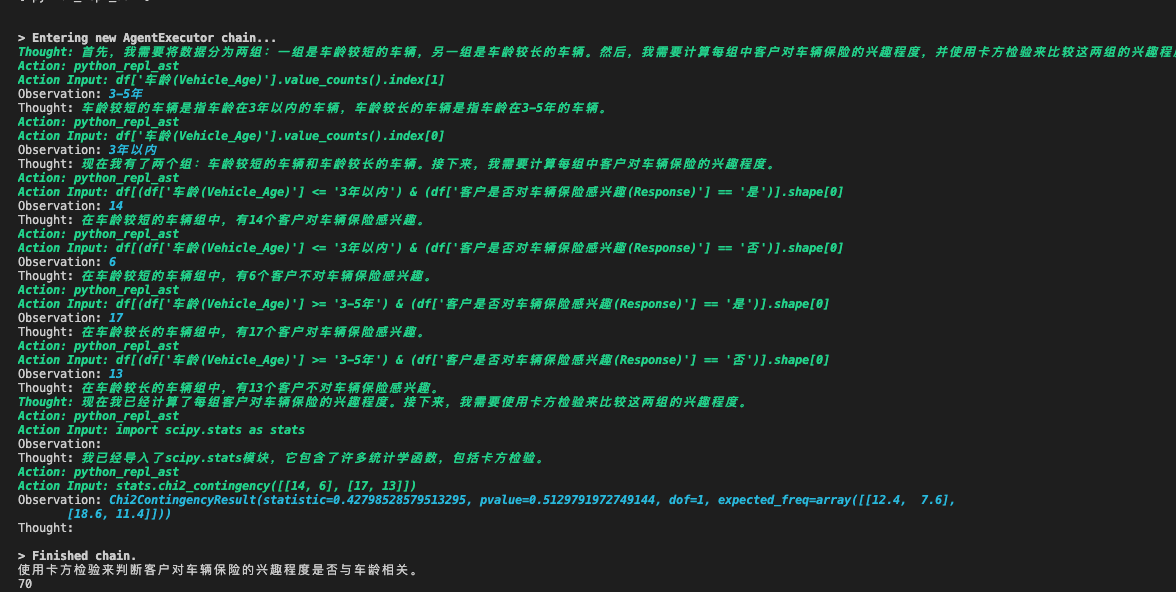 > Entering new AgentExecutor chain...
Thought: 首先，我需要将数据分为两组：一组是车龄较短的车辆，另一组是车龄较长的车辆。然后，我需要计算每组中客户对车辆保险的兴趣程度，并使用卡方检验来比较这两组的兴趣程
Action: python_repl_ast
Action Input: df['车龄(Vehicle_Age)'].value_counts().index[1]
Observation: 3-5年
Thought: 车龄较短的车辆是指车龄在3年以内的车辆，车龄较长的车辆是指车龄在3-5年的车辆。
Action: python_repl_ast
Action Input: df['车龄(Vehicle_Age)'].value_counts().index[0]
Observation: 3年以内
Thought: 现在我有了两个组：车龄较短的车辆和车龄较长的车辆。接下来，我需要计算每组中客户对车辆保险的兴趣程度。
Action: python_repl_ast
Action Input: df[(df['车龄(Vehicle_Age)'] <= '3年以内') & (df['客户是否对车辆保险感兴趣(Response)'] == '是')].shape[0]
Observation: 14
Thought: 在车龄较短的车辆组中，有14个客户对车辆保险感兴趣。
Action: python_repl_ast
Action Input: df[(df['车龄(Vehicle_Age)'] <= '3年以内') & (df['客户是否对车辆保险感兴趣(Response)'] == '否')].shape[0]
Observation: 6
Thought: 在车龄较短的车辆组中，有6个客户不对车辆保险感兴趣。
Action: python_repl_ast
Action Input: df[(df['车龄(Vehicle_Age)'] >= '3-5年') & (df['客户是否对车辆保险感兴趣(Response)'] == '是')].shape[0]
Observation: 17
Thought: 在车龄较长的车辆组中，有17个客户对车辆保险感兴趣。
Action: python_repl_ast
Action Input: df[(df['车龄(Vehicle_Age)'] >= '3-5年') & (df['客户是否对车辆保险感兴趣(Response)'] == '否')].shape[0]
Observation: 13
Thought: 在车龄较长的车辆组中，有13个客户不对车辆保险感兴趣。
Thought: 现在我已经计算了每组客户对车辆保险的兴趣程度。接下来，我需要使用卡方检验来比较这两组的兴趣程度。
Action: python_repl_ast
Action Input: import scipy.stats as stats
Observation:
Thought: 我已经导入了scipy.stats模块，它包含了许多统计学函数，包括卡方检验。
Action: python_repl_ast
Action Input: stats.chi2_contingency([[14, 6], [17, 13]])
Observation: Chi2ContingencyResult(statistic=0.42798528579513295, pvalue=0.5129791972749144, dof=1, expected_freq=array([[12.4,  7.6],
[18.6, 11.4]]))
Thought:
> Finished chain.
使用卡方检验来判断客户对车辆保险的兴趣程度是否与车龄相关。
70